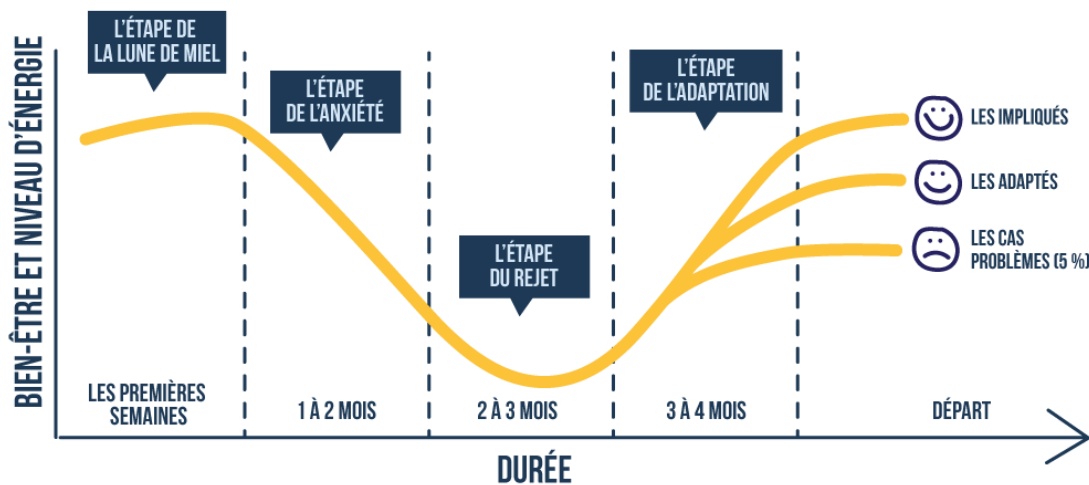 BIEN-ÊTRE ET NIVEAU D'ÉNERGIE
L'ÉTAPE DE
LA LUNE DE MIEL
L'ÉTAPE
DE L'ANXIÉTÉ
L'ÉTAPE
DU REJET
L'ÉTAPE
DE L'ADAPTATION
LES IMPLIQUÉS
LES ADAPTÉS
LES CAS
PROBLÈMES (5 %)
LES PREMIÈRES
SEMAINES
1 À 2 MOIS
2 À 3 MOIS
3 À 4 MOIS
DÉPART
DURÉE